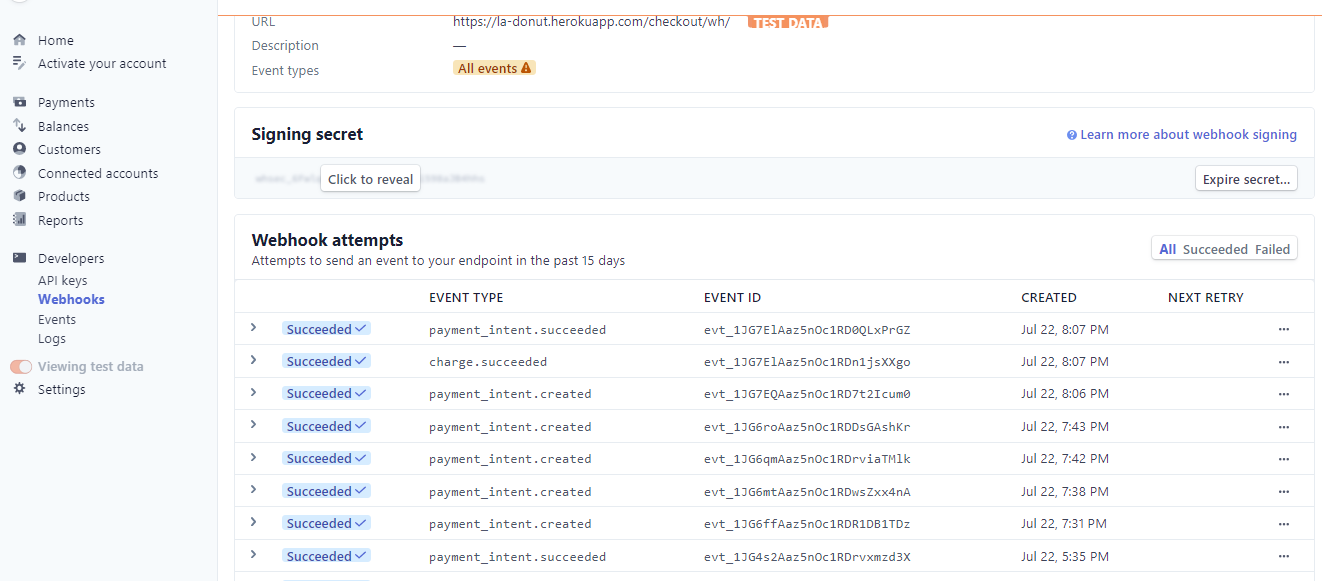 URL https://la-donut.herokuapp.com/checkout/wh/ TEST DATA
Description —
Event types All events
Home
Activate your account
Payments
Balances
Customers
Connected accounts
Products
Reports
Developers
API keys
Webhooks
Events
Logs
Viewing test data
Settings
Signing secret
Learn more about webhook signing
Click to reveal
Expire secret...
Webhook attempts
Attempts to send an event to your endpoint in the past 15 days
All Succeeded Failed
EVENT TYPE EVENT ID CREATED NEXT RETRY
Succeeded payment_intent.succeeded evt_1JG7ElAaz5nOc1RD0QLxPrGZ Jul 22, 8:07 PM
Succeeded charge.succeeded evt_1JG7ElAaz5nOc1RDn1jsXXgo Jul 22, 8:07 PM
Succeeded payment_intent.created evt_1JG7EQAaz5nOc1RD7t2Icum0 Jul 22, 8:06 PM
Succeeded payment_intent.created evt_1JG6roAaz5nOc1RDDsGAshKr Jul 22, 7:43 PM
Succeeded payment_intent.created evt_1JG6qmAaz5nOc1RDrviaTMlk Jul 22, 7:42 PM
Succeeded payment_intent.created evt_1JG6mtAaz5nOc1RDwsZxx4nA Jul 22, 7:38 PM
Succeeded payment_intent.created evt_1JG6ffAaz5nOc1RDR1DB1TDz Jul 22, 7:31 PM
Succeeded payment_intent.succeeded evt_1JG4s2Aaz5nOc1RDrvxmzd3X Jul 22, 5:35 PM